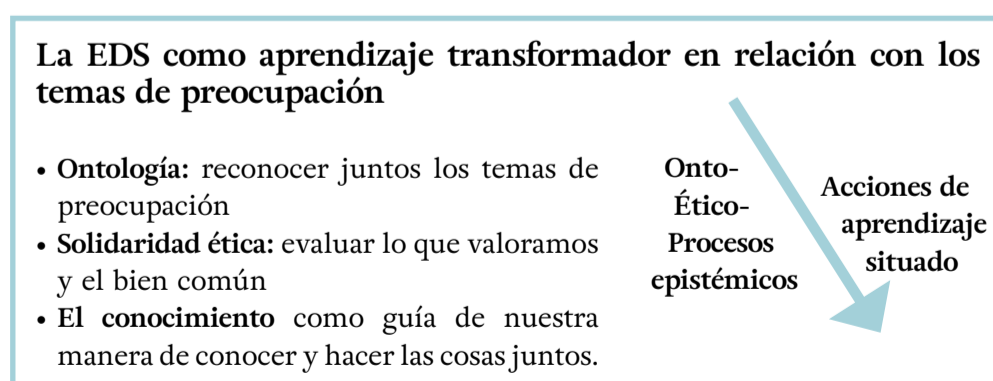 La EDS como aprendizaje transformador en relación con los
temas de preocupación
• Ontología: reconocer juntos los temas de
preocupación
• Solidaridad ética: evaluar lo que valoramos
y el bien común
• El conocimiento como guía de nuestra
manera de conocer y hacer las cosas juntos.
Onto-
Ético-
Procesos
epistémicos
Acciones de
aprendizaje
situado